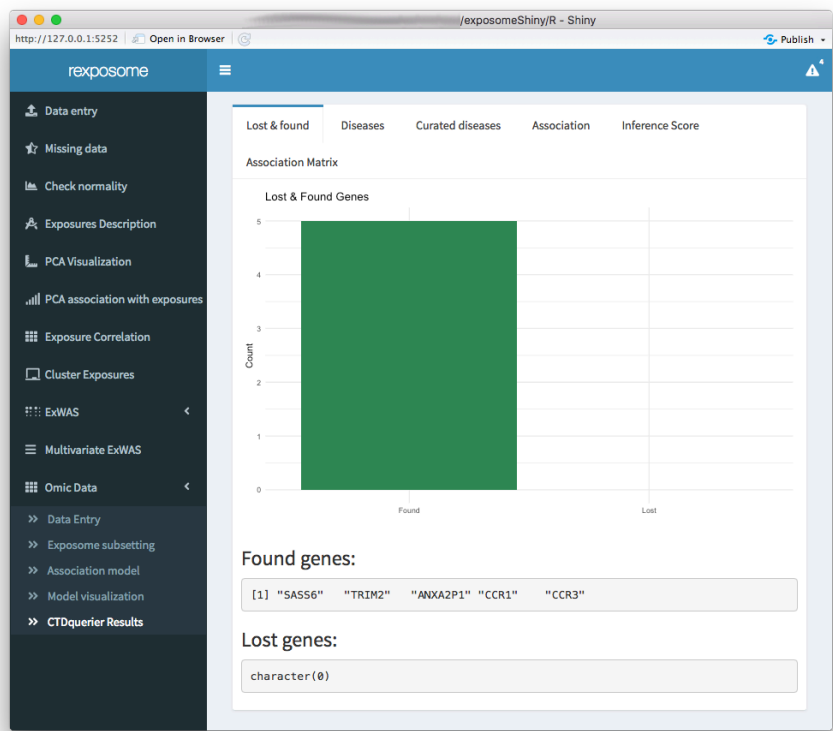 /exposomeShiny/R - Shiny
http://127.0.0.1:5252 Open in Browser Publish
rexposome
4
Data entry
Missing data
Check normality
Exposures Description
PCA Visualization
PCA association with exposures
Exposure Correlation
Cluster Exposures
ExWAS
Multivariate ExWAS
Omic Data
Data Entry
Exposome subsetting
Association model
Model visualization
CTDquerier Results
Lost & found Diseases Curated diseases Association Inference Score
Association Matrix
Lost & Found Genes
Count
5
4
3
2
1
0
Found Lost
Found genes:
[1] "SASS6" "TRIM2" "ANXA2P1" "CCR1" "CCR3"
Lost genes:
character(0)